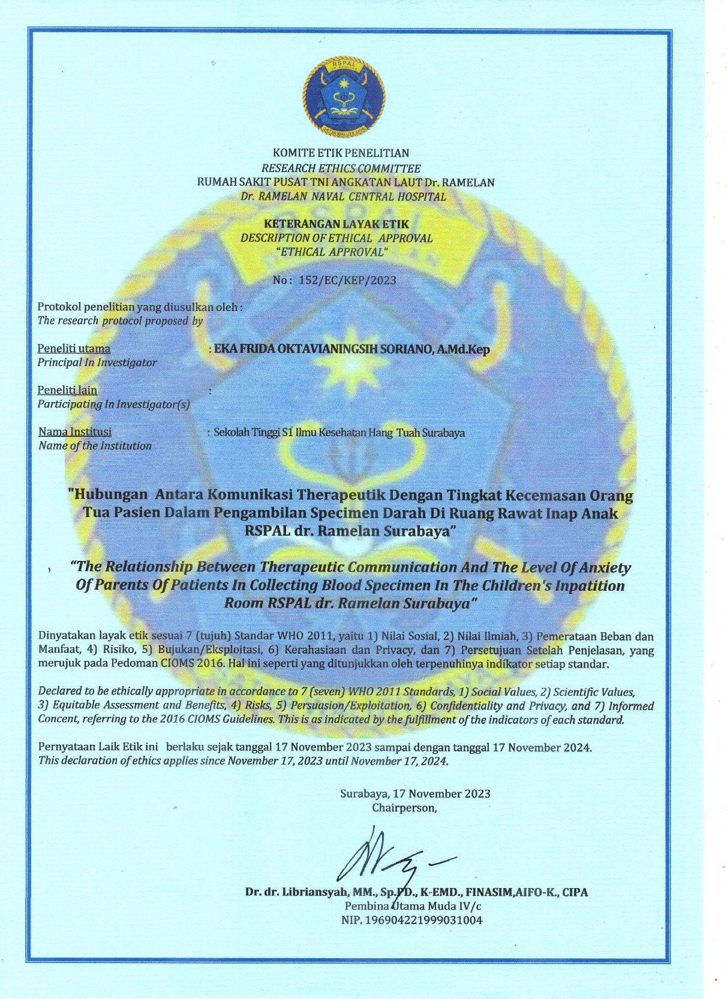 RSPAL
SATYA WALUYA JAYA
KOMITE ETIK PENELITIAN
RESEARCH ETHICS COMMITTEE
RUMAH SAKIT PUSAT TNI ANGKATAN LAUT Dr. RAMELAN
Dr. RAMELAN NAVAL CENTRAL HOSPITAL
KETERANGAN LAYAK ETIK
DESCRIPTION OF ETHICAL APPROVAL
“ETHICAL APPROVAL”
No : 152/EC/KEP/2023
Protokol penelitian yang diusulkan oleh :
The research protocol proposed by
Peneliti utama : EKA FRIDA OKTAVIANINGSIH SORIANO, A.Md.Kep
Principal In Investigator
Peneliti lain :
Participating In Investigator(s)
Nama Institusi : Sekolah Tinggi S1 Ilmu Kesehatan Hang Tuah Surabaya
Name of the Institution
"Hubungan Antara Komunikasi Therapeutik Dengan Tingkat Kecemasan Orang
Tua Pasien Dalam Pengambilan Specimen Darah Di Ruang Rawat Inap Anak
RSPAL dr. Ramelan Surabaya”
“The Relationship Between Therapeutic Communication And The Level Of Anxiety
Of Parents Of Patients In Collecting Blood Specimen In The Children's Inpatition
Room RSPAL dr. Ramelan Surabaya”
Dinyatakan layak etik sesuai 7 (tujuh) Standar WHO 2011, yaitu 1) Nilai Sosial, 2) Nilai Ilmiah, 3) Pemerataan Beban dan
Manfaat, 4) Risiko, 5) Bujukan/Eksploitasi, 6) Kerahasiaan dan Privacy, dan 7) Persetujuan Setelah Penjelasan, yang
merujuk pada Pedoman CIOMS 2016. Hal ini seperti yang ditunjukkan oleh terpenuhinya indikator setiap standar.
Declared to be ethically appropriate in accordance to 7 (seven) WHO 2011 Standards, 1) Social Values, 2) Scientific Values,
3) Equitable Assessment and Benefits, 4) Risks, 5) Persuasion/Exploitation, 6) Confidentiality and Privacy, and 7) Informed
Concent, referring to the 2016 CIOMS Guidelines. This is as indicated by the fulfillment of the indicators of each standard.
Pernyataan Laik Etik ini berlaku sejak tanggal 17 November 2023 sampai dengan tanggal 17 November 2024.
This declaration of ethics applies since November 17, 2023 until November 17, 2024.
Surabaya, 17 November 2023
Chairperson,
Dr. dr. Libriansyah, MM., Sp.PD., K-EMD., FINASIM,AIFO-K., CIPA
Pembina Utama Muda IV/c
NIP. 196904221999031004